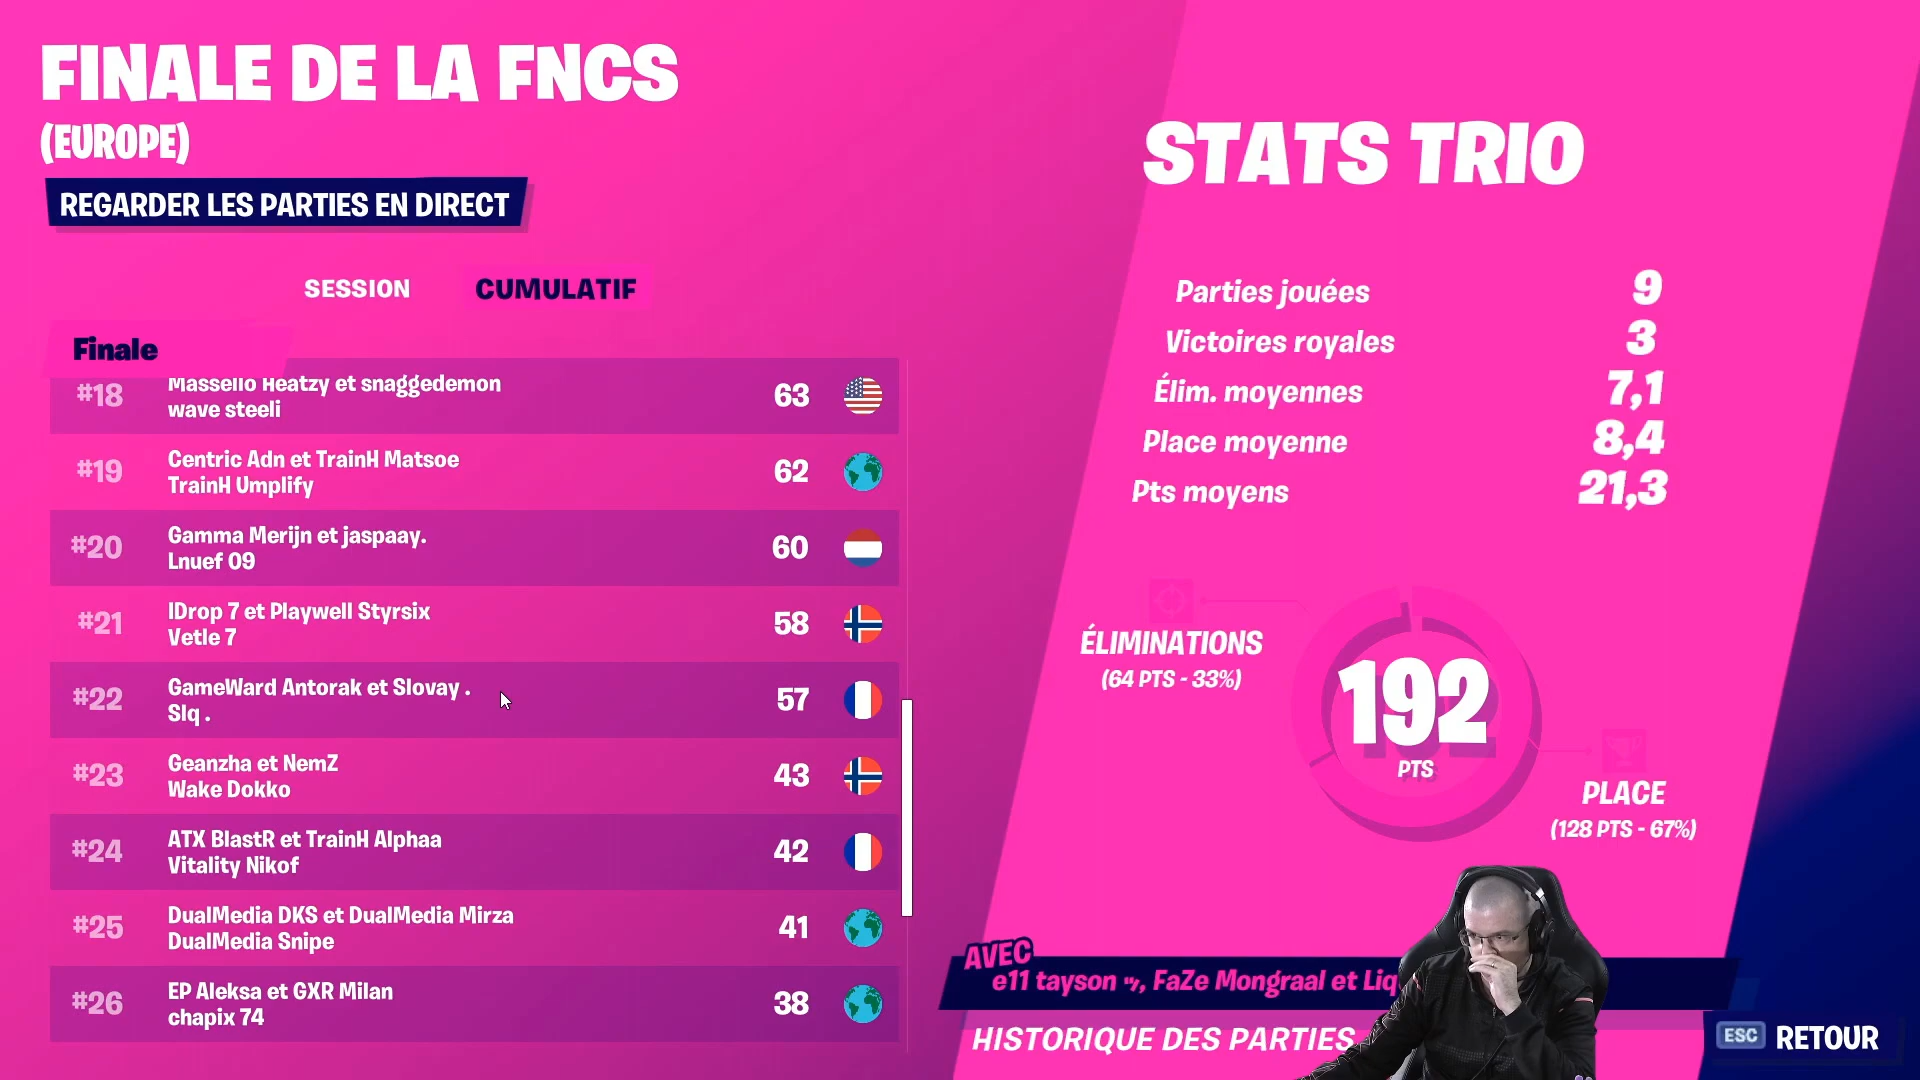 FINALE DE LA FNCS
(EUROPE)
REGARDER LES PARTIES EN DIRECT
SESSION
CUMULATIF
Finale
#18
Massello Heatzy et snaggedemon
wave steeli
63
#19
Centric Adn et TrainH Matsoe
TrainH Umplify
62
#20
Gamma Merijn et jaspaay.
Lnuef 09
60
#21
IDrop 7 et Playwell Styrsix
Vetle 7
58
#22
GameWard Antorak et Slovay .
Slq .
57
#23
Geanzha et NemZ
Wake Dokko
43
#24
ATX BlastR et TrainH Alphaa
Vitality Nikof
42
#25
DualMedia DKS et DualMedia Mirza
DualMedia Snipe
41
#26
EP Aleksa et GXR Milan
chapix 74
38
STATS TRIO
Parties jouées 9
Victoires royales 3
Élim. moyennes 7,1
Place moyenne 8,4
Pts moyens 21,3
ÉLIMINATIONS
(64 PTS - 33%)
192
PTS
PLACE
(128 PTS - 67%)
AVEC
e11 tayson , FaZe Mongraal et Liq
HISTORIQUE DES PARTIES
ESC RETOUR